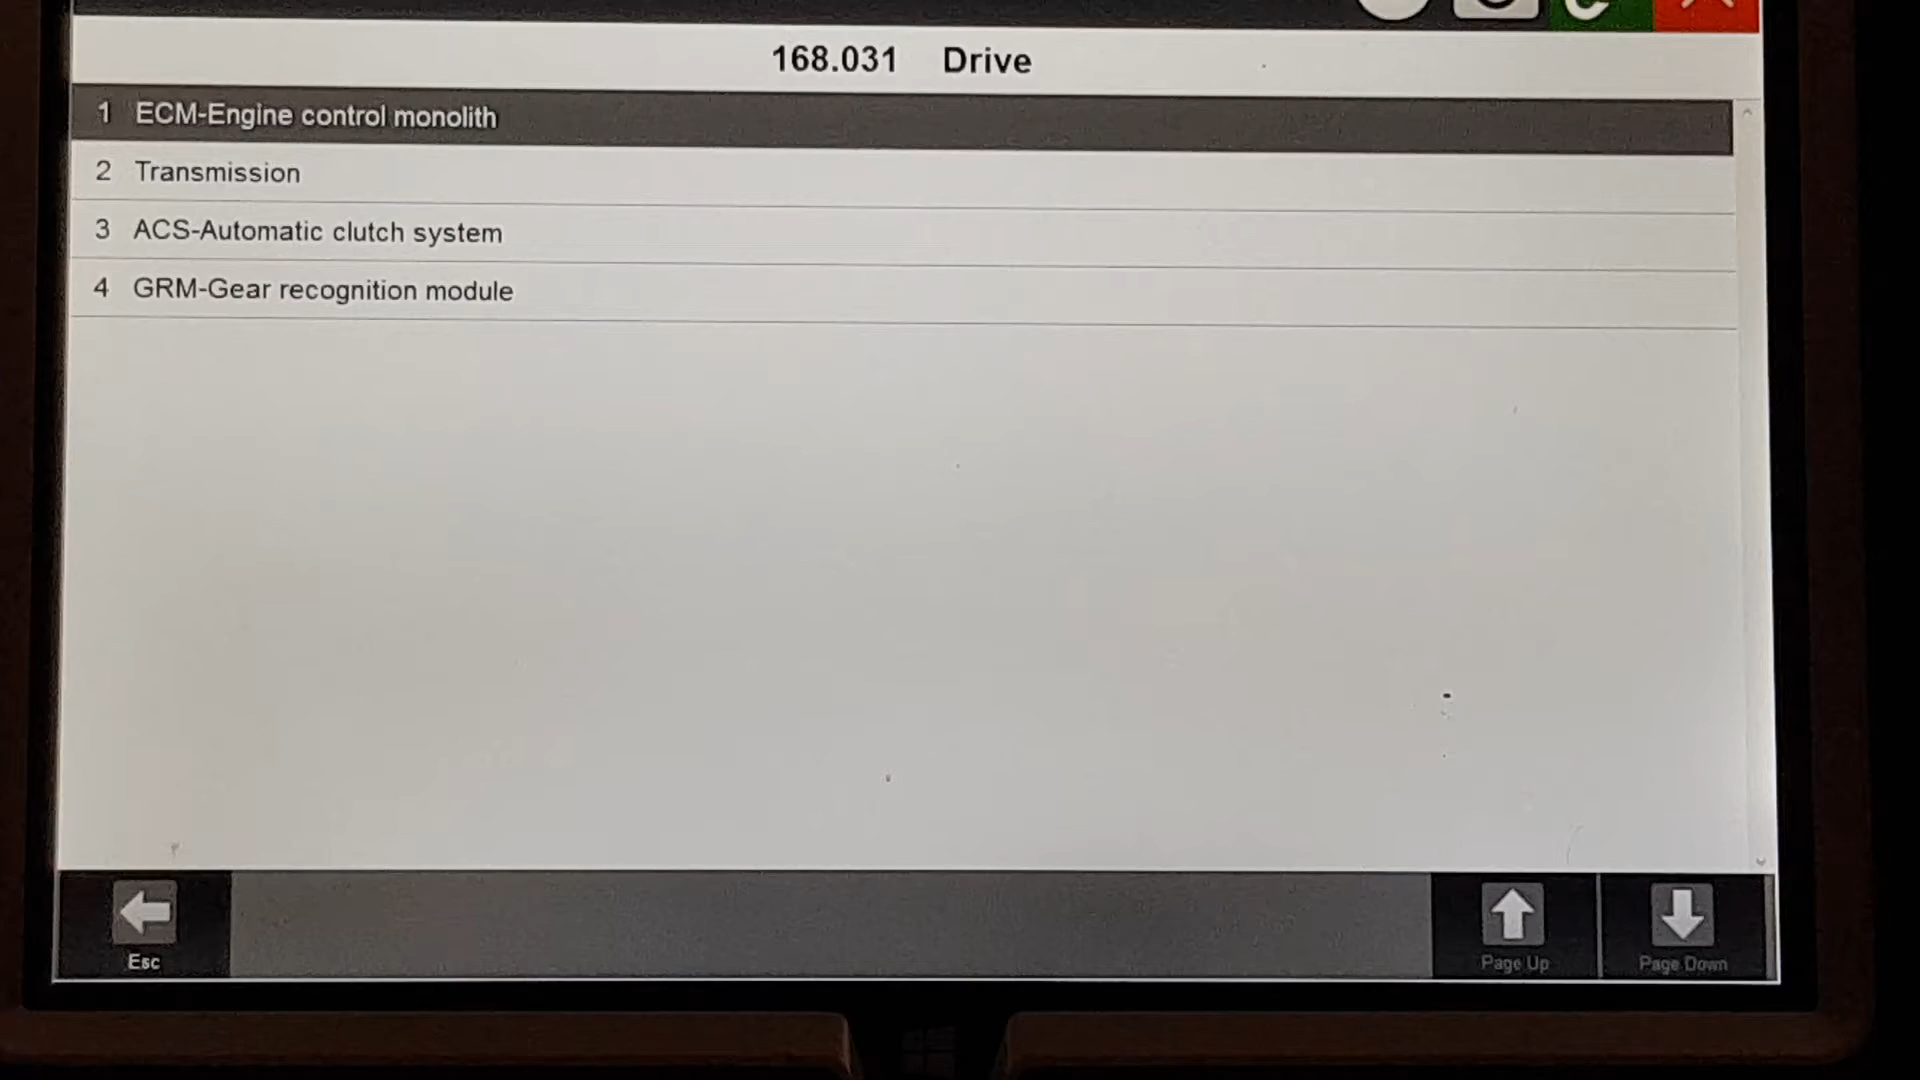 168.031 Drive
1 ECM-Engine control monolith
2 Transmission
3 ACS-Automatic clutch system
4 GRM-Gear recognition module
Esc
Page Up
Page Down